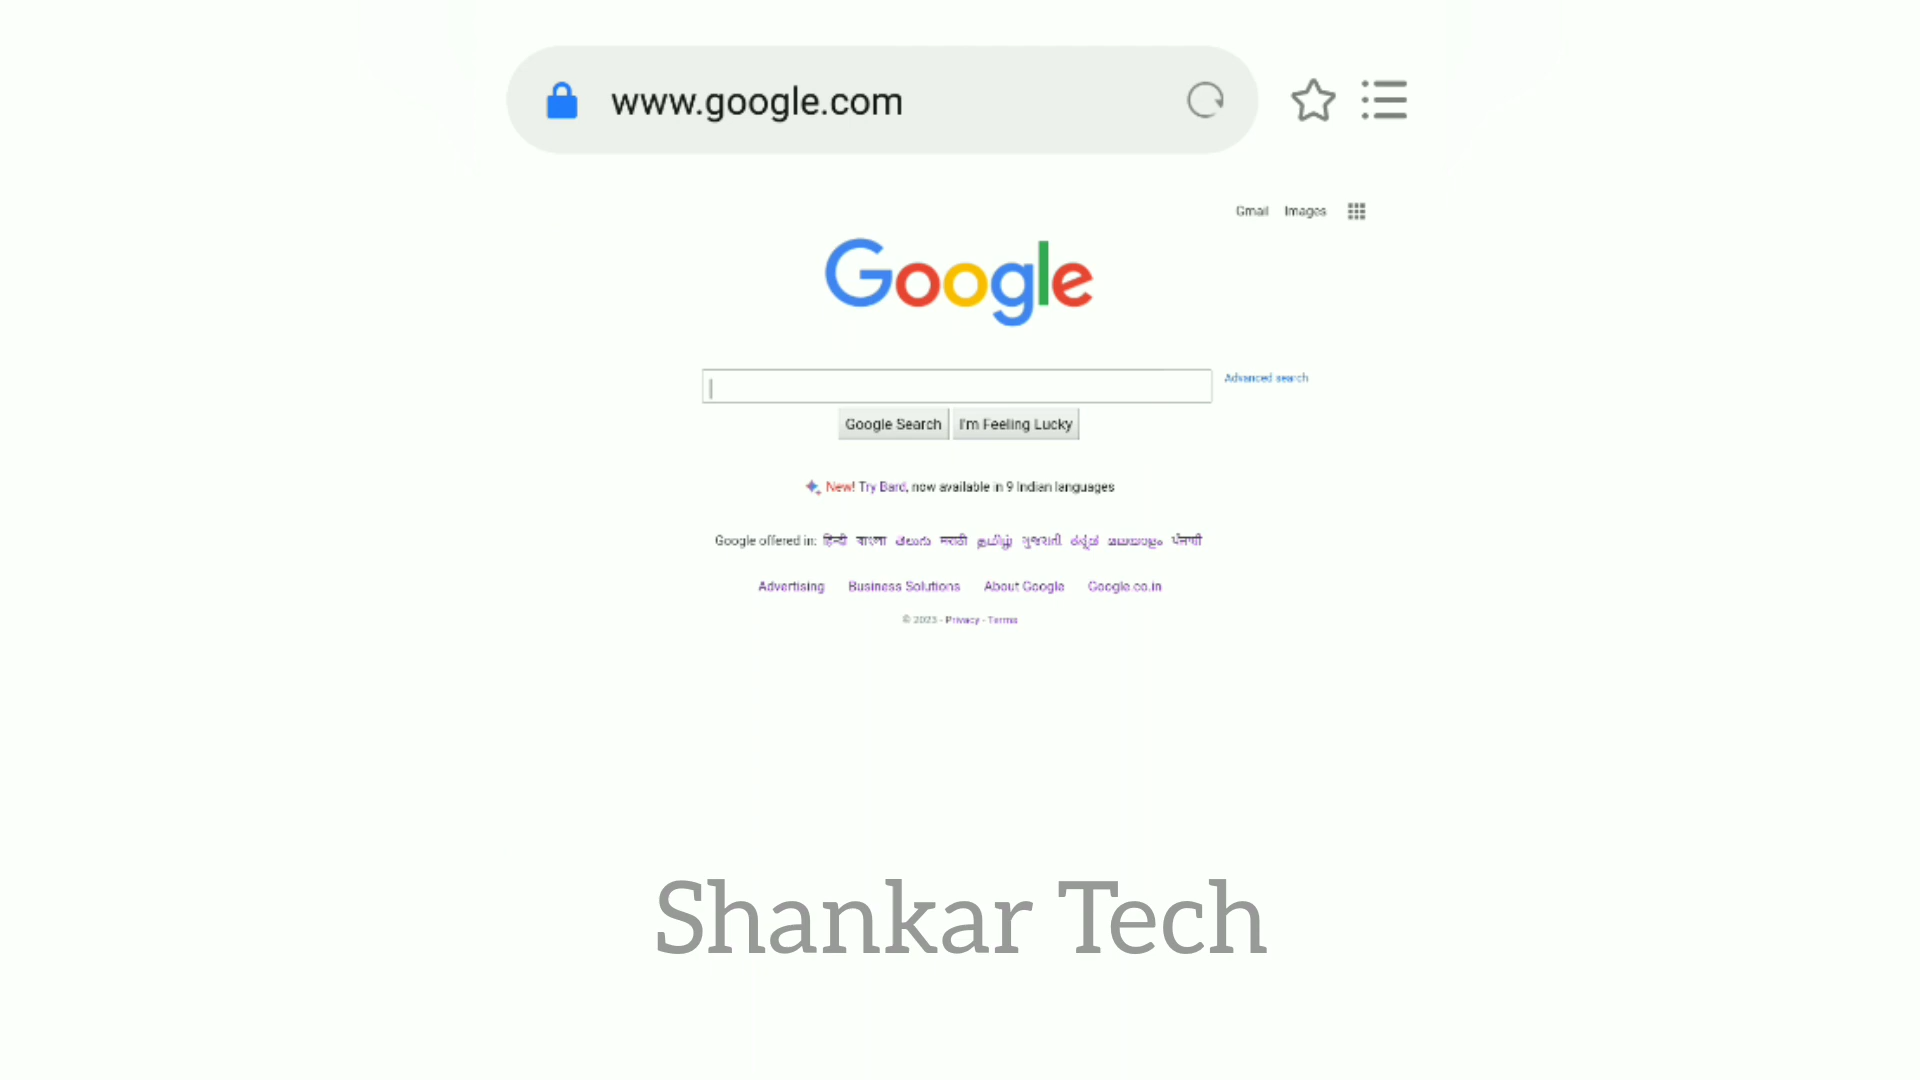 www.google.com
Gmail Images
Google
Advanced search
Google Search I'm Feeling Lucky
New! Try Bard, now available in 9 Indian languages
Google offered in: हिन्दी বাংলা తెలుగు मराठी தமிழ் ગુજરાતી ಕನ್ನಡ മലയാളം ਪੰਜਾਬੀ
Advertising Business Solutions About Google Google.co.in
© 2023 - Privacy - Terms
Shankar Tech